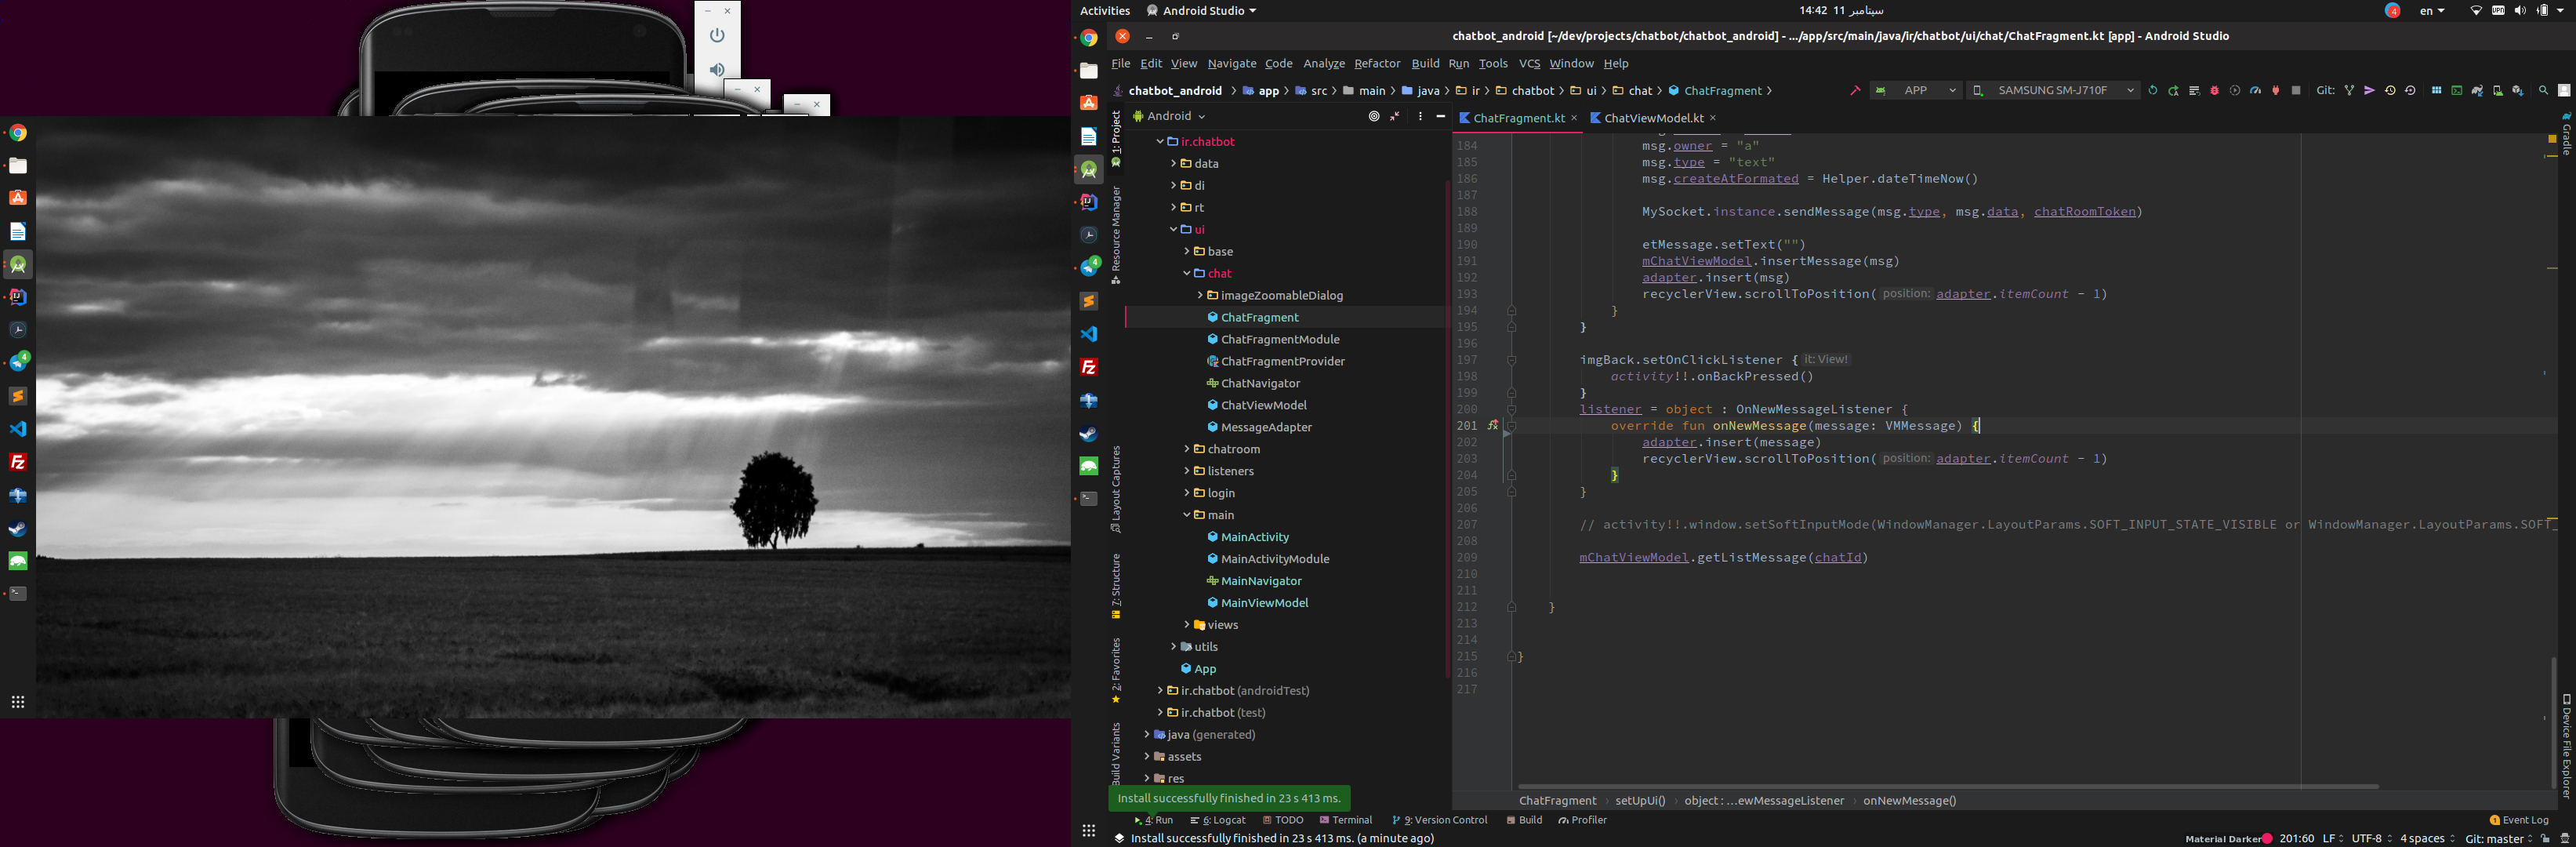 Activities
Android Studio
14:42 11 سپتامبر
4
en
chatbot_android [~/dev/projects/chatbot/chatbot_android] - .../app/src/main/java/ir/chatbot/ui/chat/ChatFragment.kt [app] - Android Studio
File Edit View Navigate Code Analyze Refactor Build Run Tools VCS Window Help
chatbot_android > app > src > main > java > ir > chatbot > ui > chat > ChatFragment >
APP
SAMSUNG SM-J710F
Git:
1: Project
Resource Manager
Layout Captures
7: Structure
2: Favorites
Build Variants
Android
ir.chatbot
data
di
rt
ui
base
chat
imageZoomableDialog
ChatFragment
ChatFragmentModule
ChatFragmentProvider
ChatNavigator
ChatViewModel
MessageAdapter
chatroom
listeners
login
main
MainActivity
MainActivityModule
MainNavigator
MainViewModel
views
utils
App
ir.chatbot (androidTest)
ir.chatbot (test)
java (generated)
assets
res
ChatFragment.kt
ChatViewModel.kt
184 msg.owner = "a"
185 msg.type = "text"
186 msg.createAtFormated = Helper.dateTimeNow()
187
188 MySocket.instance.sendMessage(msg.type, msg.data, chatRoomToken)
189
190 etMessage.setText("")
191 mChatViewModel.insertMessage(msg)
192 adapter.insert(msg)
193 recyclerView.scrollToPosition( position: adapter.itemCount - 1)
194 }
195 }
196
197 imgBack.setOnClickListener { it: View!
198 activity!!.onBackPressed()
199 }
200 listener = object : OnNewMessageListener {
201 override fun onNewMessage(message: VMMessage) {
202 adapter.insert(message)
203 recyclerView.scrollToPosition( position: adapter.itemCount - 1)
204 }
205 }
206
207 // activity!!.window.setSoftInputMode(WindowManager.LayoutParams.SOFT_INPUT_STATE_VISIBLE or WindowManager.LayoutParams.SOFT_
208
209 mChatViewModel.getListMessage(chatId)
210
211
212 }
213
214
215 }
216
217
Gradle
Device File Explorer
Install successfully finished in 23 s 413 ms.
ChatFragment > setUpUi() > object : ...ewMessageListener > onNewMessage()
4: Run 6: Logcat TODO Terminal 9: Version Control Build Profiler
1 Event Log
Install successfully finished in 23 s 413 ms. (a minute ago)
Material Darker 201:60 LF UTF-8 4 spaces Git: master